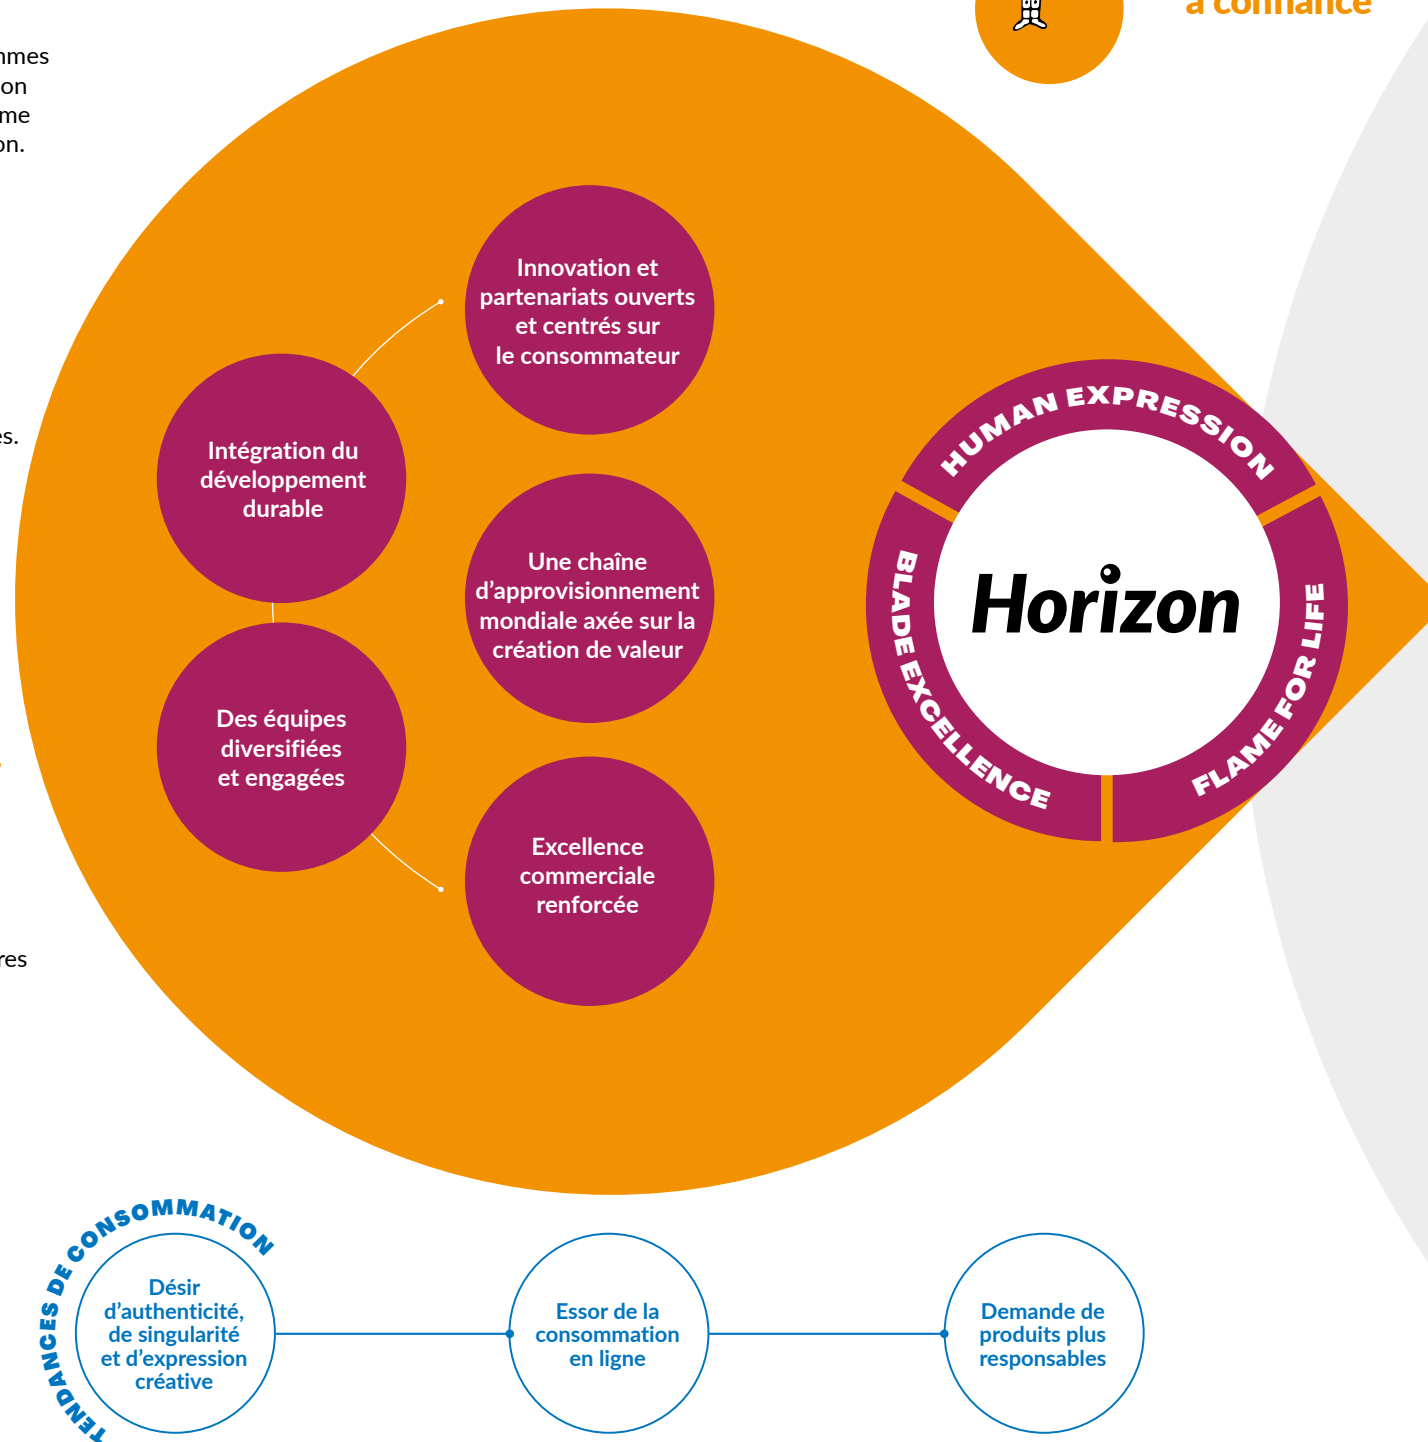 à confiance
Innovation et
partenariats ouverts
et centrés sur
le consommateur
Intégration du
développement
durable
Une chaîne
d’approvisionnement
mondiale axée sur la
création de valeur
Des équipes
diversifiées
et engagées
Excellence
commerciale
renforcée
HUMAN EXPRESSION
BLADE EXCELLENCE
FLAME FOR LIFE
Horizon
TENDANCES DE CONSOMMATION
Désir
d’authenticité,
de singularité
et d’expression
créative
Essor de la
consommation
en ligne
Demande de
produits plus
responsables